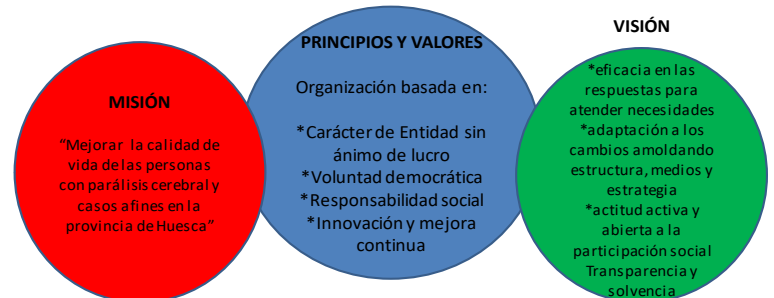 MISIÓN
"Mejorar la calidad de
vida de las personas
con parálisis cerebral y
casos afines en la
provincia de Huesca"
PRINCIPIOS Y VALORES
Organización basada en:
*Carácter de Entidad sin
ánimo de lucro
*Voluntad democrática
*Responsabilidad social
*Innovación y mejora
continua
VISIÓN
*eficacia en las
respuestas para
atender necesidades
*adaptación a los
cambios amoldando
estructura, medios y
estrategia
*actitud activa y
abierta a la
participación social
Transparencia y
solvencia